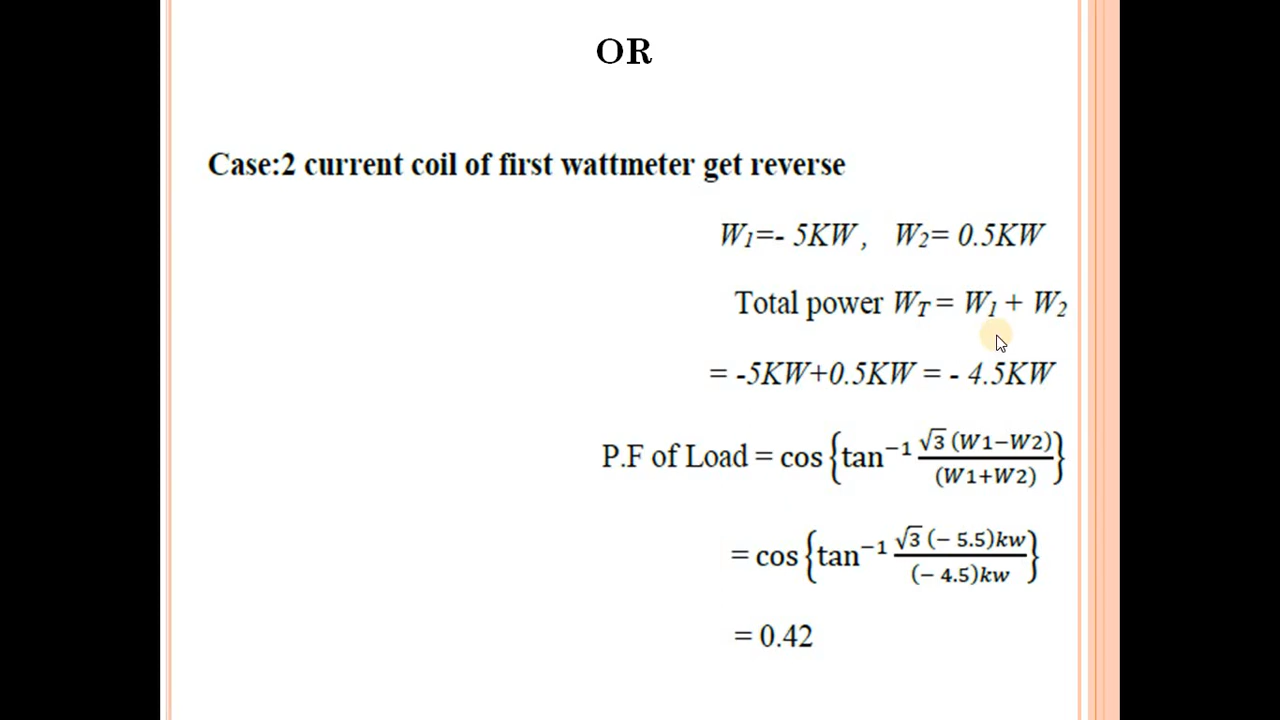 OR
Case:2 current coil of first wattmeter get reverse
W₁=- 5KW , W₂= 0.5KW
Total power W_T = W₁ + W₂
= -5KW+0.5KW = - 4.5KW
P.F of Load = cos {tan⁻¹ √3 (W1−W2)/(W1+W2)}
= cos {tan⁻¹ √3 (− 5.5)kw/(− 4.5)kw}
= 0.42